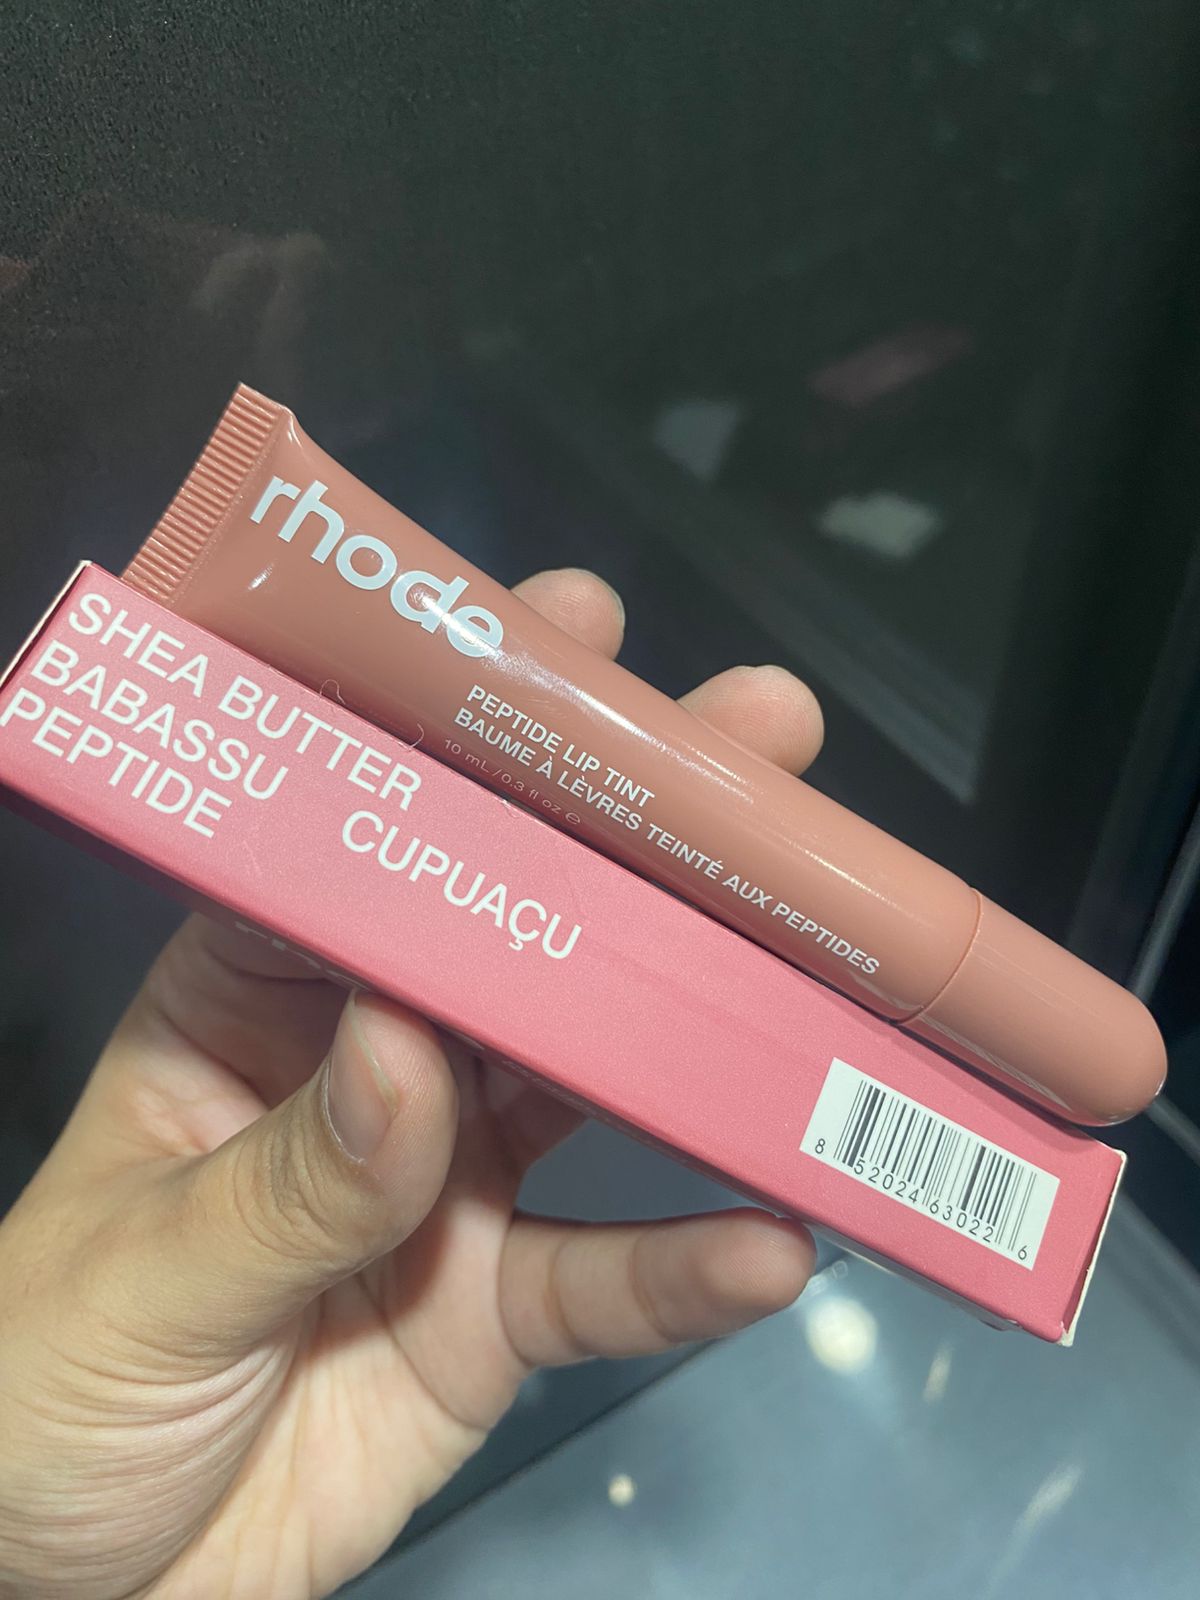 rhode
PEPTIDE LIP TINT
BAUME À LÈVRES TEINTÉ AUX PEPTIDES
10 mL / 0.3 fl oz ℮
SHEA BUTTER
BABASSU CUPUAÇU
PEPTIDE
8 52024 63022 6